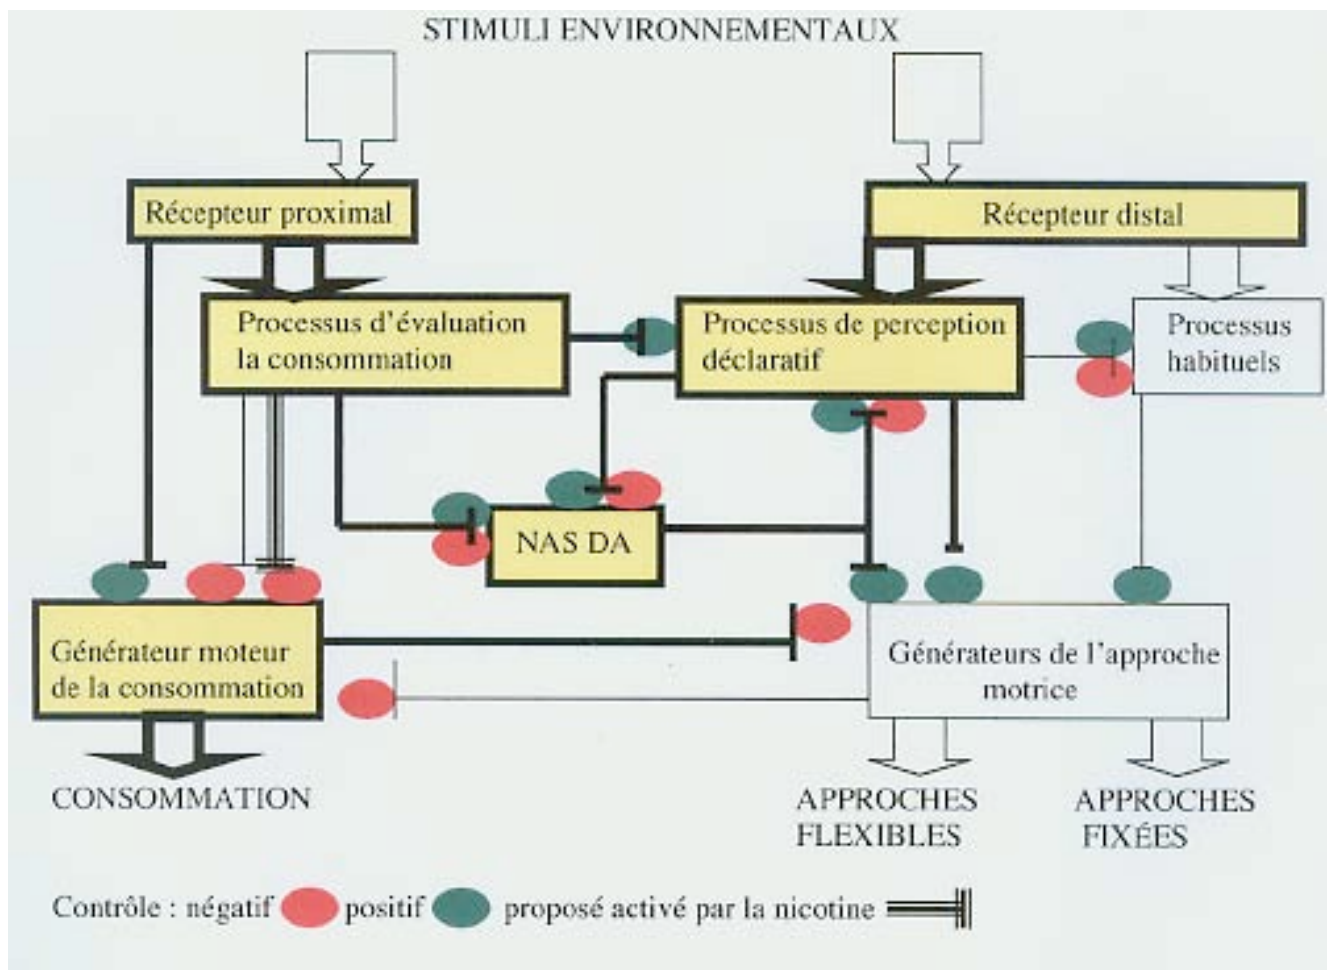 STIMULI ENVIRONNEMENTAUX
Récepteur proximal
Récepteur distal
Processus d’évaluation
la consommation
Processus de perception
déclaratif
Processus
habituels
NAS DA
Générateur moteur
de la consommation
Générateurs de l’approche
motrice
CONSOMMATION
APPROCHES
FLEXIBLES
APPROCHES
FIXÉES
Contrôle : négatif positif proposé activé par la nicotine